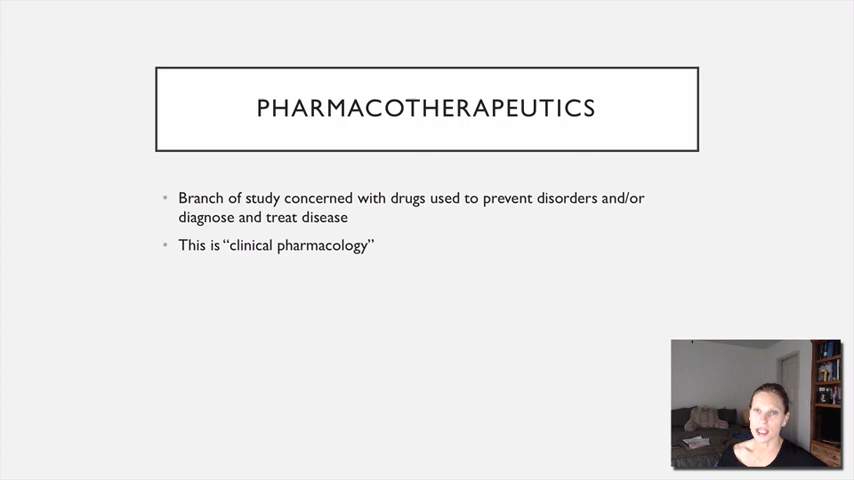 PHARMACOTHERAPEUTICS
• Branch of study concerned with drugs used to prevent disorders and/or
diagnose and treat disease
• This is “clinical pharmacology”